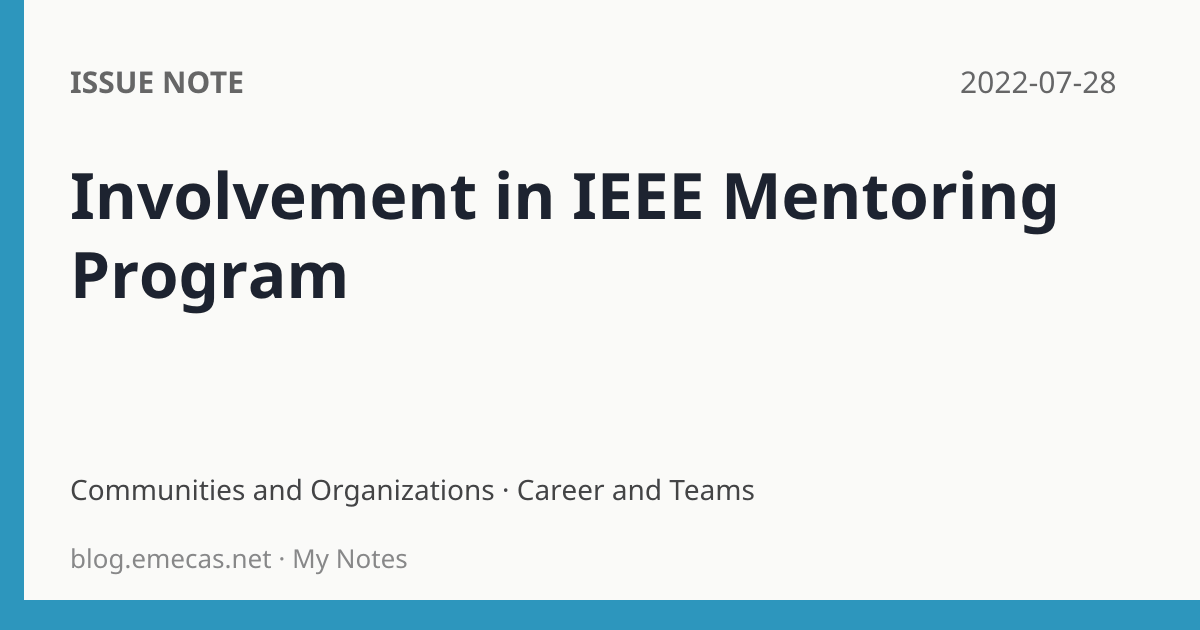 ISSUE NOTE
2022-07-28
Involvement in IEEE Mentoring
Program
Communities and Organizations · Career and Teams
blog.emecas.net · My Notes